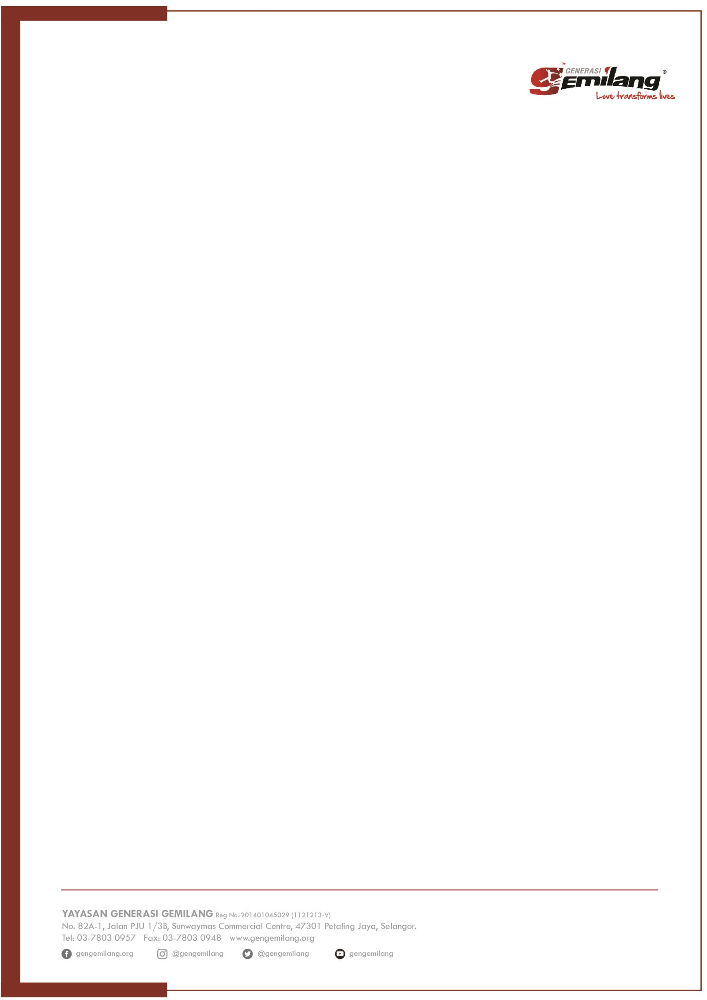 GENERASI
gEmilang®
Love transforms lives
YAYASAN GENERASI GEMILANG Reg No.:201401045029 (1121213-V)
No. 82A-1, Jalan PJU 1/3B, Sunwaymas Commercial Centre, 47301 Petaling Jaya, Selangor.
Tel: 03-7803 0957 Fax: 03-7803 0948 www.gengemilang.org
gengemilang.org @gengemilang @gengemilang gengemilang